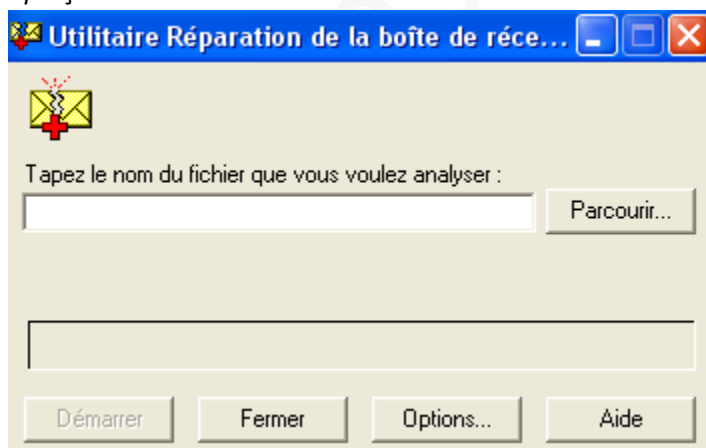 Utilitaire Réparation de la boîte de réce...
Tapez le nom du fichier que vous voulez analyser :
Parcourir...
Démarrer
Fermer
Options...
Aide